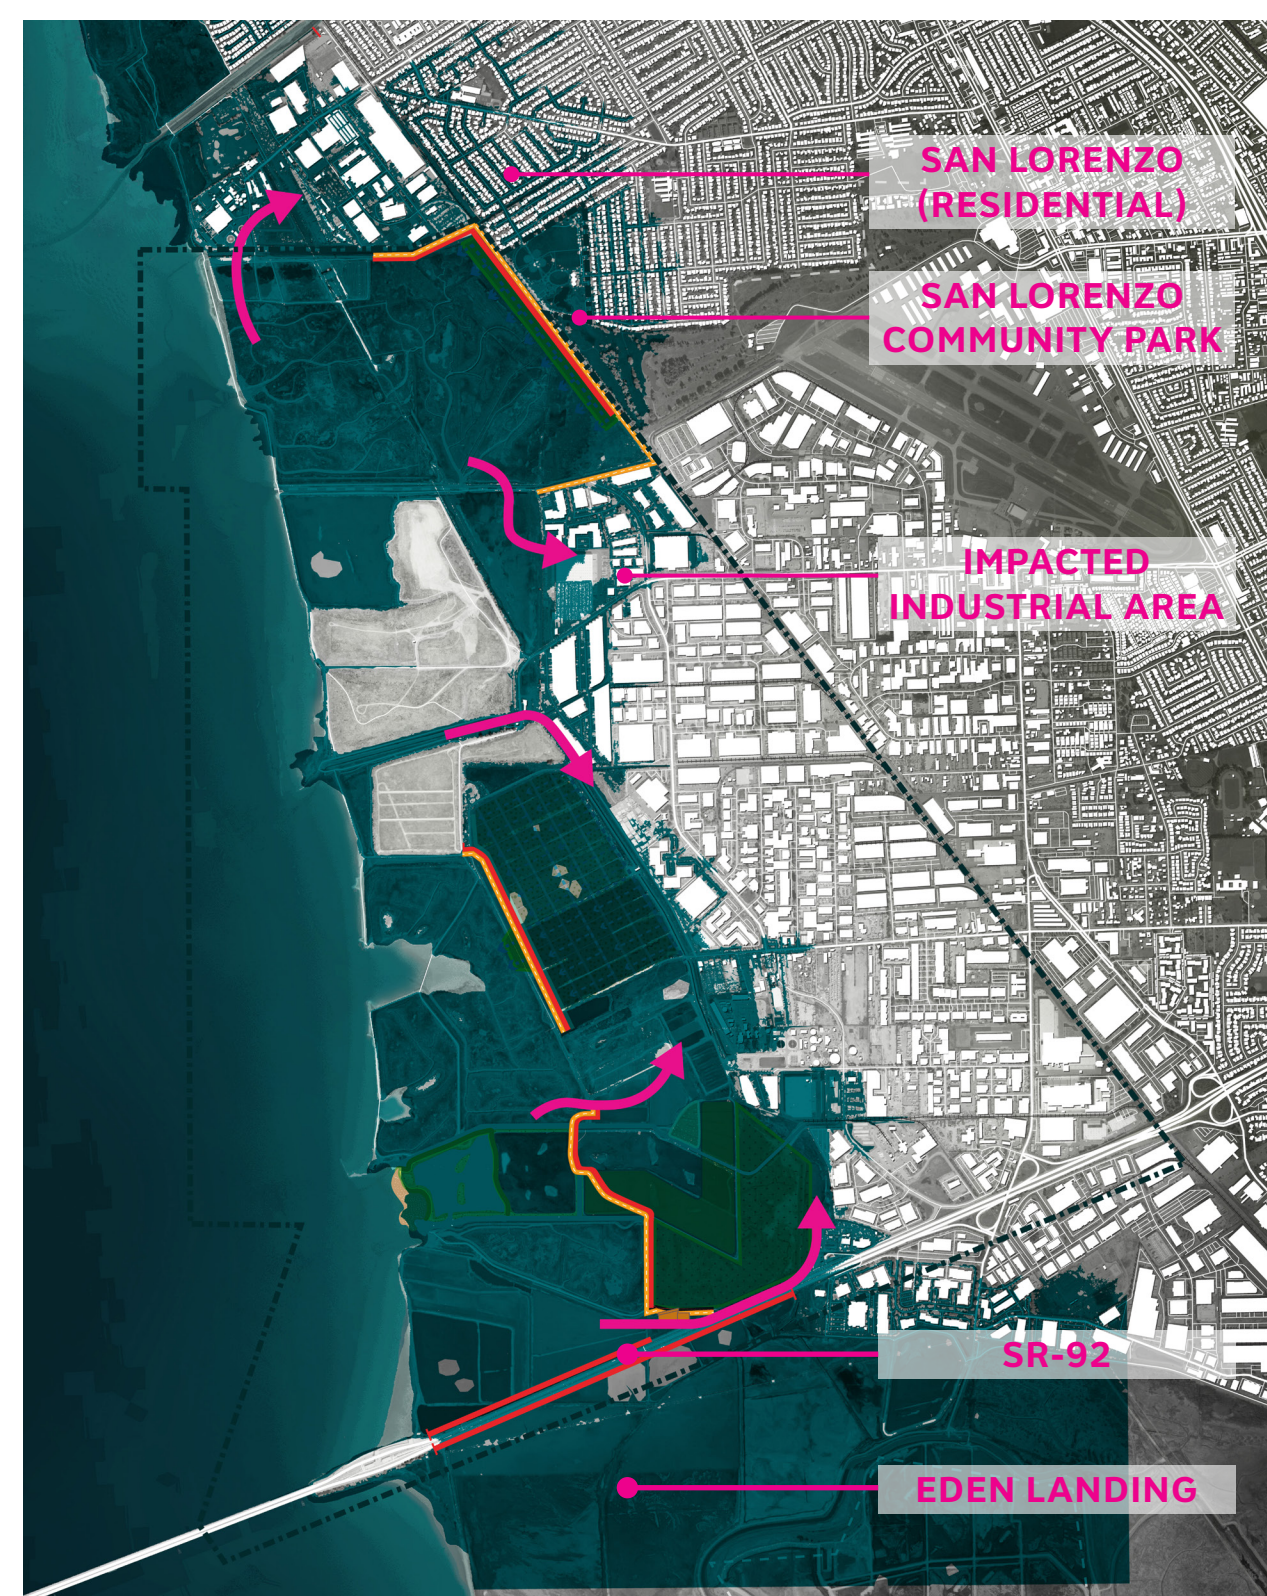 SAN LORENZO
(RESIDENTIAL)
SAN LORENZO
COMMUNITY PARK
IMPACTED
INDUSTRIAL AREA
SR-92
EDEN LANDING